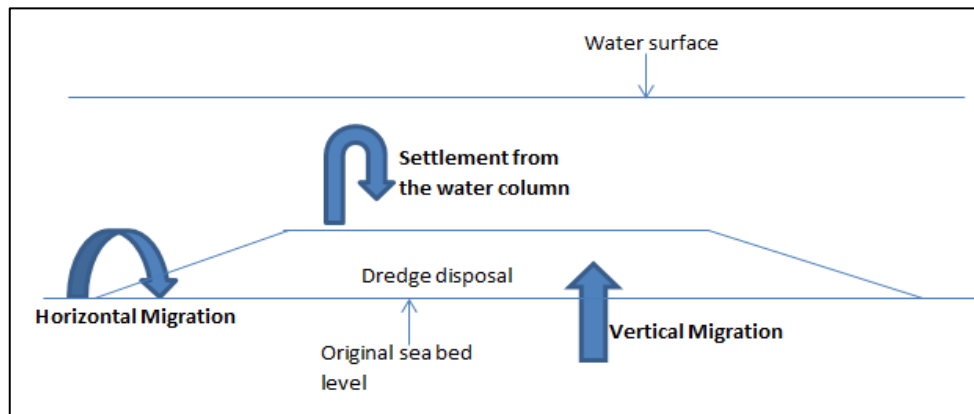 Water surface
Settlement from
the water column
Dredge disposal
Horizontal Migration
Vertical Migration
Original sea bed
level